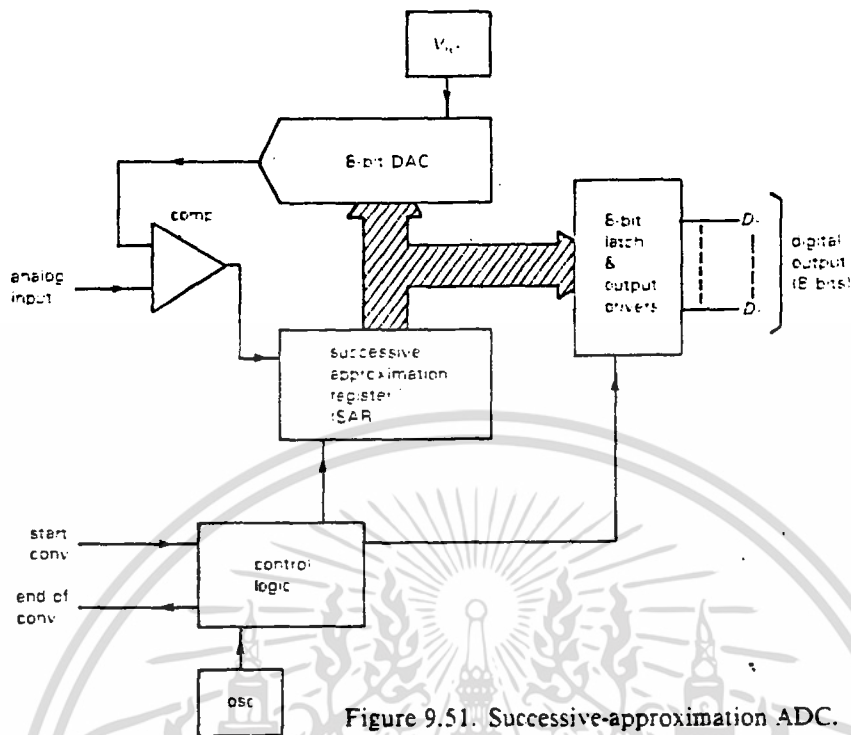 8-bit DAC
comp
analog
input
8-bit
latch
&
output
drivers
digital
output
(8 bits)
successive
approximation
register
(SAR
start
conv
end of
conv
control
logic
osc
Figure 9.51. Successive-approximation ADC.